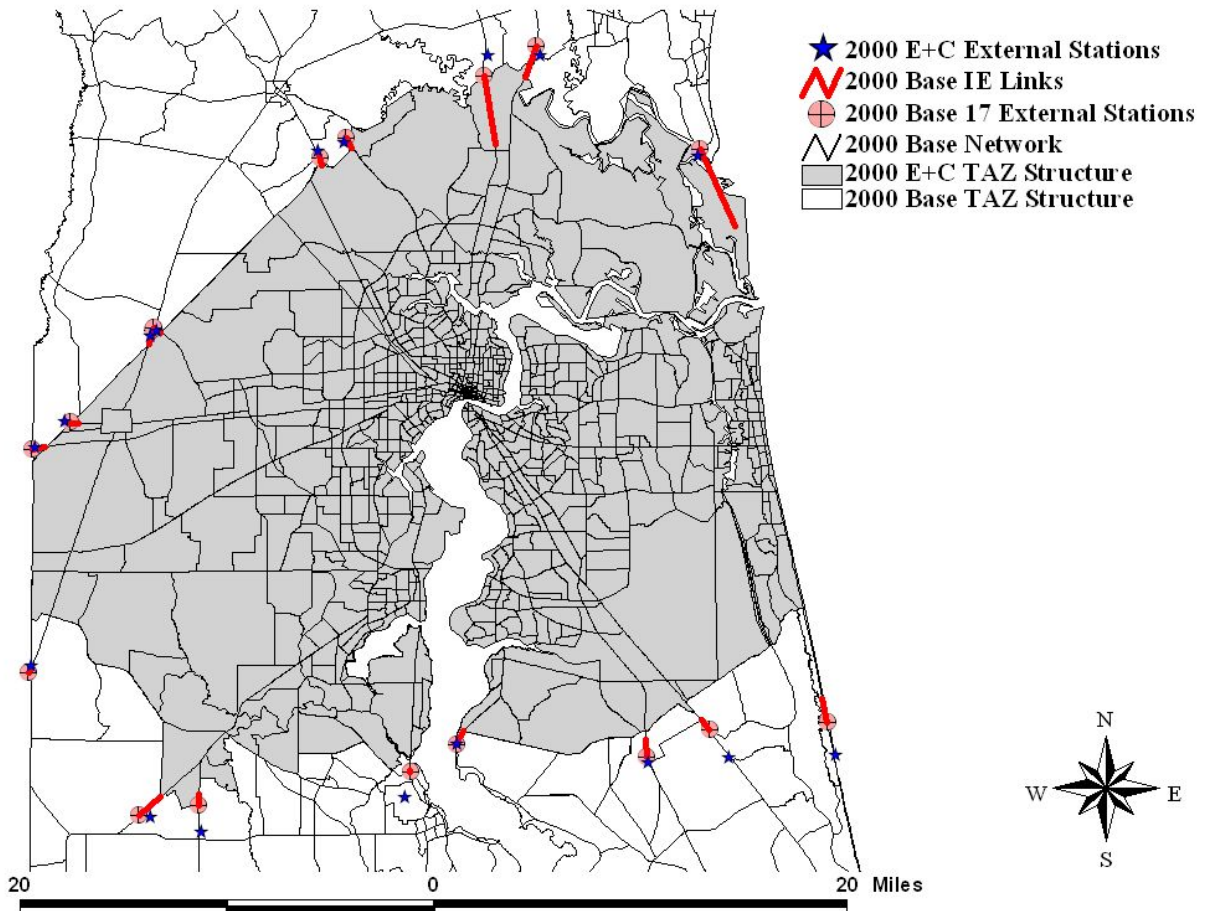 2000 E+C External Stations
2000 Base IE Links
2000 Base 17 External Stations
2000 Base Network
2000 E+C TAZ Structure
2000 Base TAZ Structure
N
W E
S
20 0 20 Miles